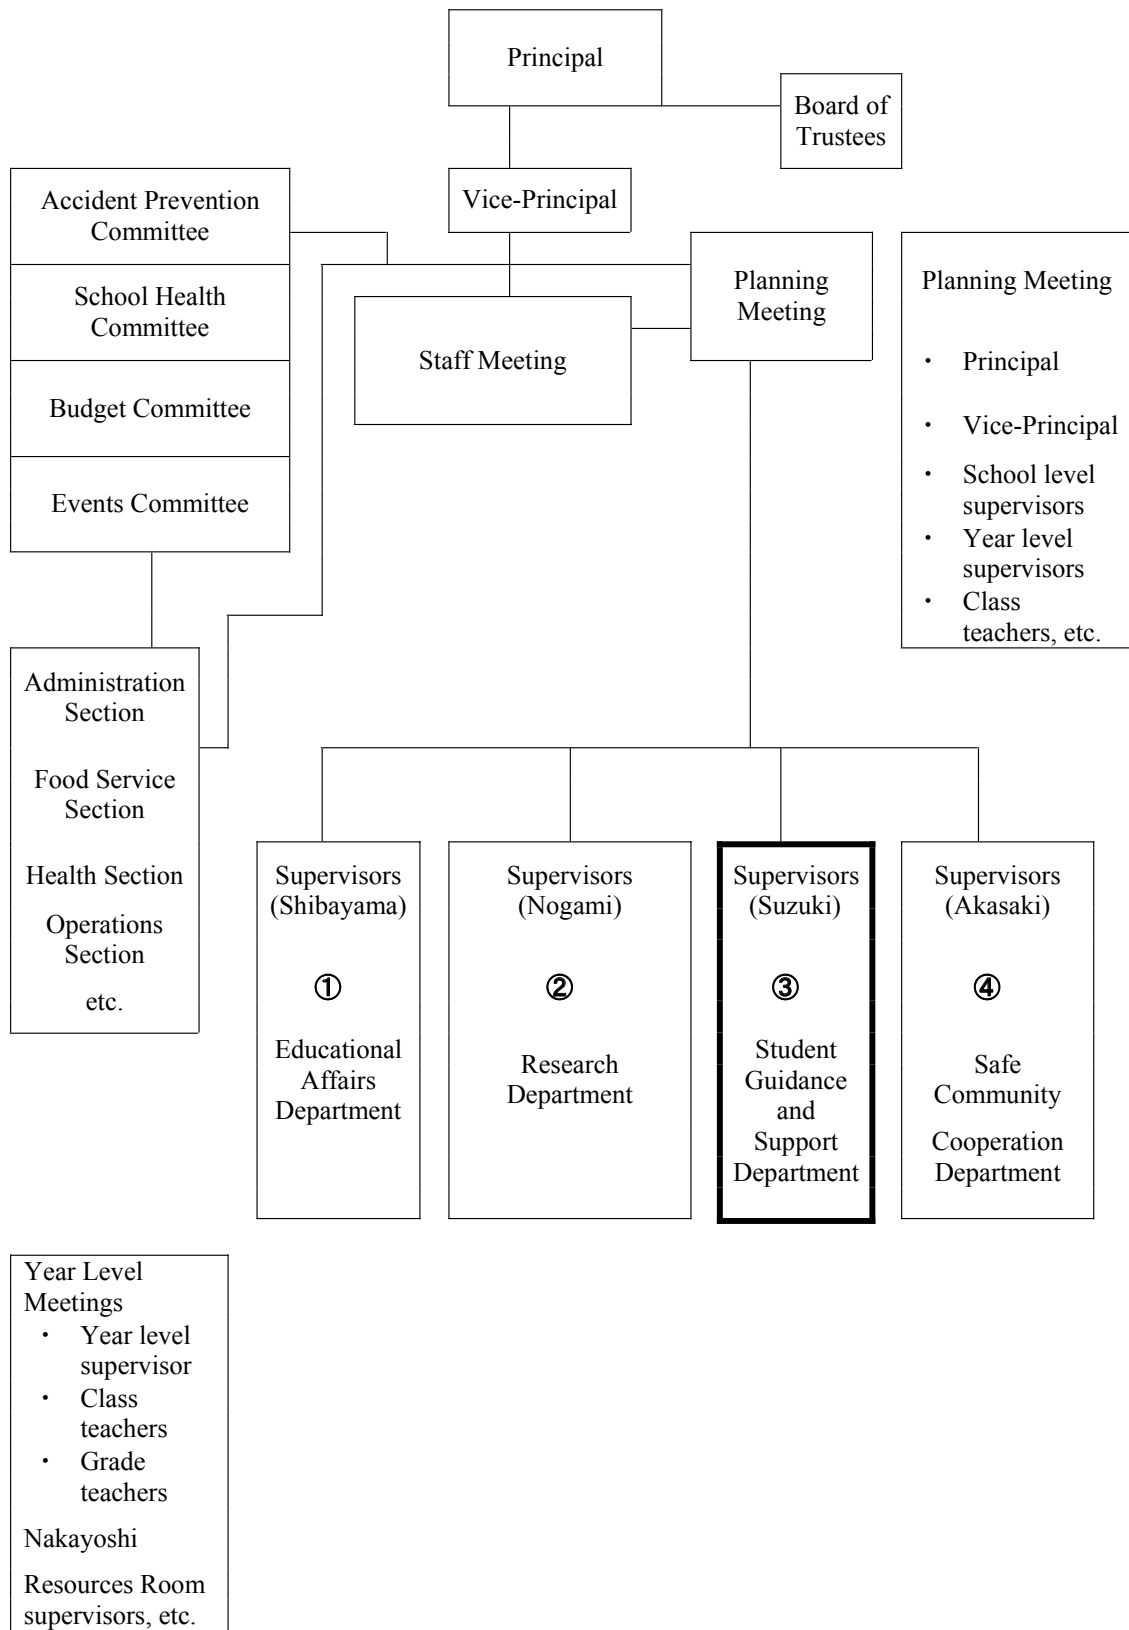 Principal
Board of
Trustees
Vice-Principal
Accident Prevention
Committee
School Health
Committee
Budget Committee
Events Committee
Staff Meeting
Planning
Meeting
Planning Meeting
・ Principal
・ Vice-Principal
・ School level
supervisors
・ Year level
supervisors
・ Class
teachers, etc.
Administration
Section
Food Service
Section
Health Section
Operations
Section
etc.
Supervisors
(Shibayama)
①
Educational
Affairs
Department
Supervisors
(Nogami)
②
Research
Department
Supervisors
(Suzuki)
③
Student
Guidance
and
Support
Department
Supervisors
(Akasaki)
④
Safe
Community
Cooperation
Department
Year Level
Meetings
・ Year level
supervisor
・ Class
teachers
・ Grade
teachers
Nakayoshi
Resources Room
supervisors, etc.